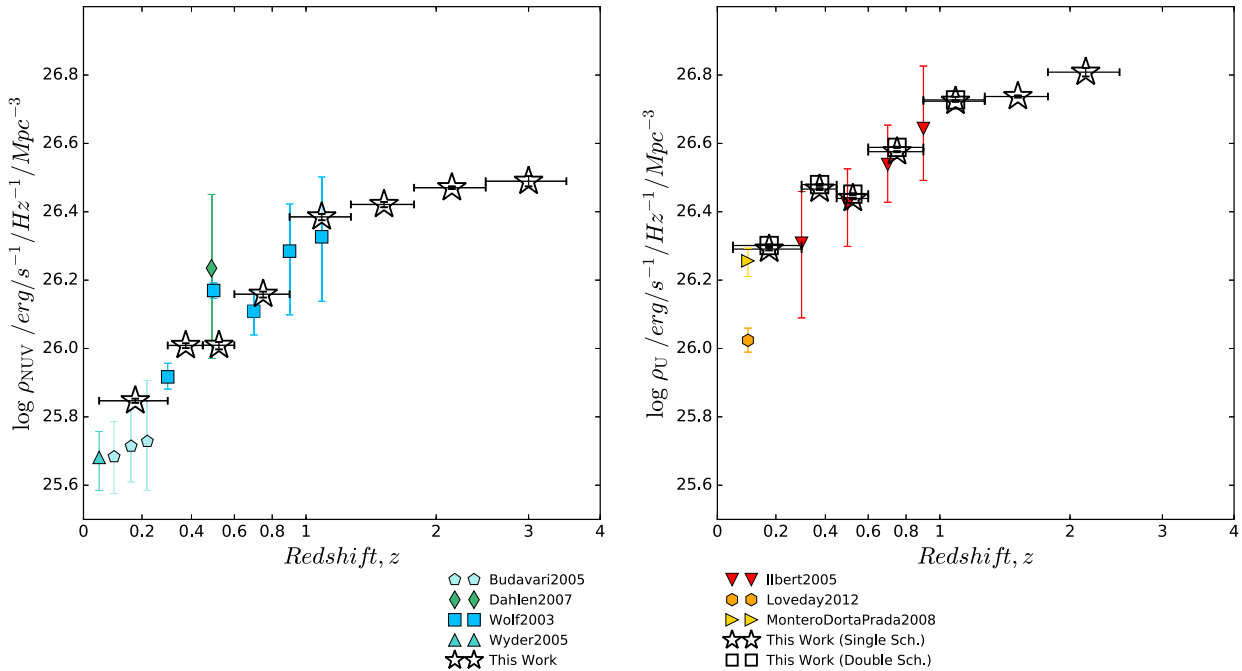 log ρ_NUV /erg/s⁻¹/Hz⁻¹/Mpc⁻³
26.8
26.6
26.4
26.2
26.0
25.8
25.6
0 0.2 0.4 0.6 0.8 1 2 3 4
Redshift, z
log ρ_U /erg/s⁻¹/Hz⁻¹/Mpc⁻³
26.8
26.6
26.4
26.2
26.0
25.8
25.6
0 0.2 0.4 0.6 0.8 1 2 3 4
Redshift, z
Budavari2005
Dahlen2007
Wolf2003
Wyder2005
This Work
Ilbert2005
Loveday2012
MonteroDortaPrada2008
This Work (Single Sch.)
This Work (Double Sch.)